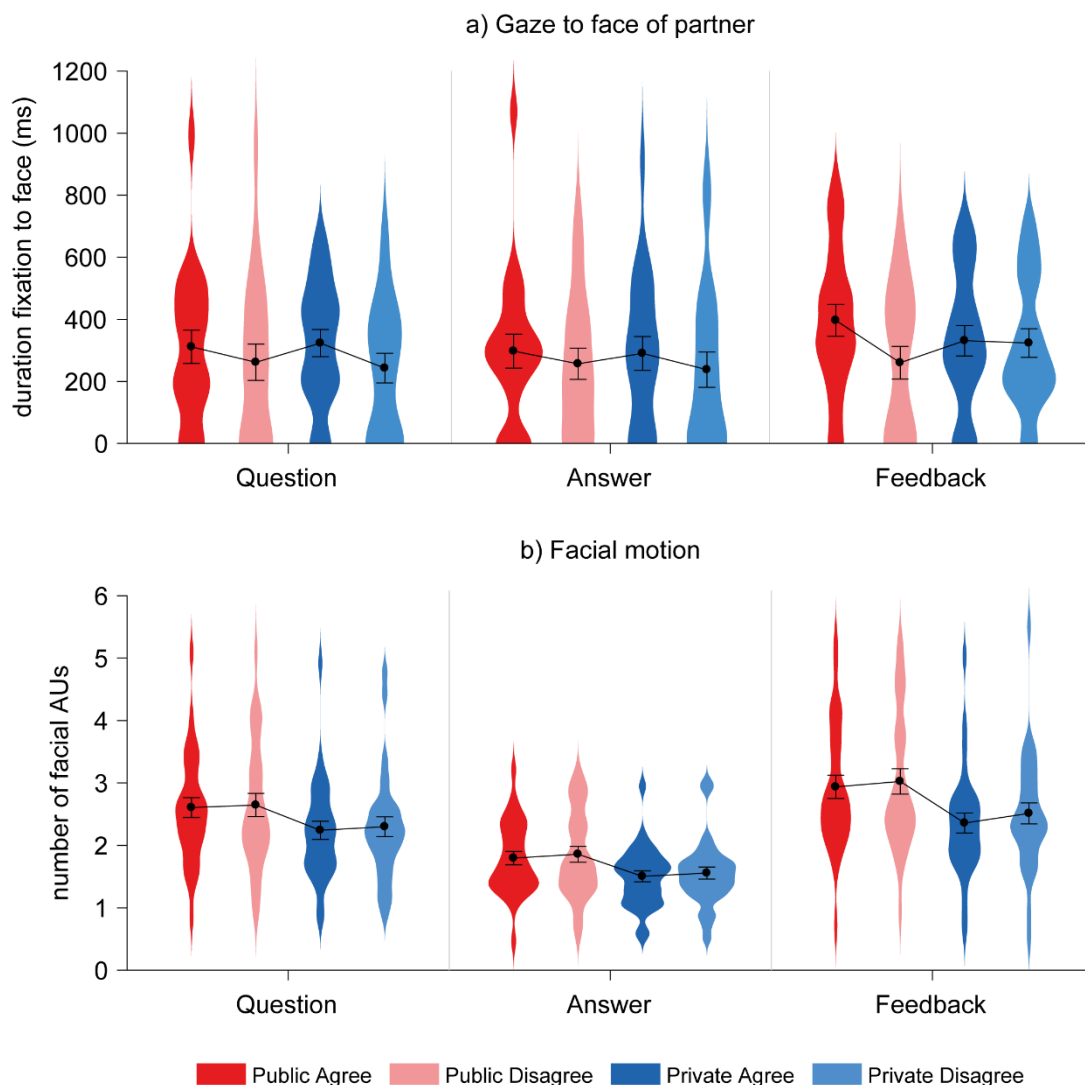 a) Gaze to face of partner
duration fixation to face (ms)
1200
1000
800
600
400
200
0
Question Answer Feedback
b) Facial motion
number of facial AUs
6
5
4
3
2
1
0
Question Answer Feedback
Public Agree Public Disagree Private Agree Private Disagree